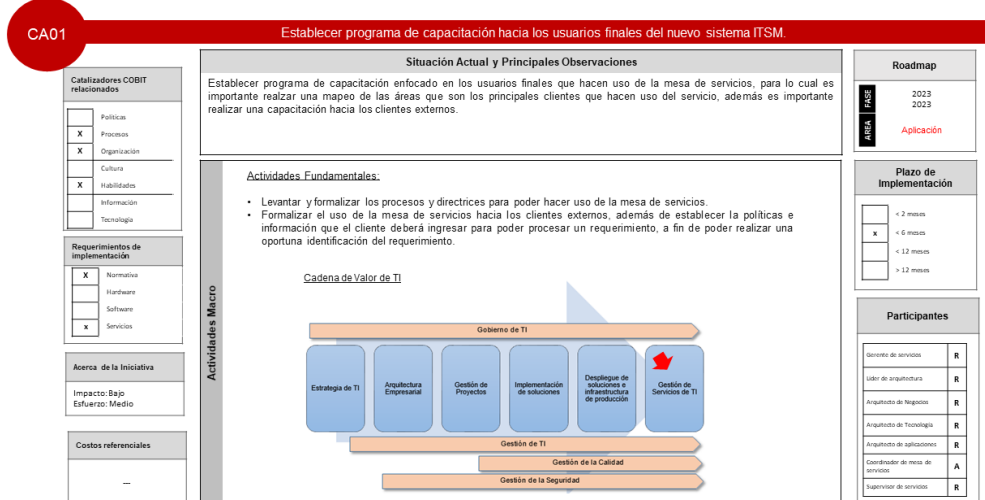 CA01
Establecer programa de capacitación hacia los usuarios finales del nuevo sistema ITSM.
Catalizadores COBIT
relacionados
Políticas
X Procesos
X Organización
Cultura
X Habilidades
Información
Tecnología
Requerimientos de
implementación
X Normativa
Hardware
Software
x Servicios
Acerca de la Iniciativa
Impacto: Bajo
Esfuerzo: Medio
Costos referenciales
---
Situación Actual y Principales Observaciones
Establecer programa de capacitación enfocado en los usuarios finales que hacen uso de la mesa de servicios, para lo cual es
importante realzar una mapeo de las áreas que son los principales clientes que hacen uso del servicio, además es importante
realizar una capacitación hacia los clientes externos.
Actividades Macro
Actividades Fundamentales:
• Levantar y formalizar los procesos y directrices para poder hacer uso de la mesa de servicios.
• Formalizar el uso de la mesa de servicios hacia los clientes externos, además de establecer la políticas e
información que el cliente deberá ingresar para poder procesar un requerimiento, a fin de poder realizar una
oportuna identificación del requerimiento.
Cadena de Valor de TI
Gobierno de TI
Estrategia de TI
Arquitectura
Empresarial
Gestión de
Proyectos
Implementación
de soluciones
Despliegue de
soluciones e
infraestructura
de producción
Gestión de
Servicios de TI
Gestión de TI
Gestión de la Calidad
Gestión de la Seguridad
Roadmap
FASE
2023
2023
AREA
Aplicación
Plazo de
Implementación
< 2 meses
x < 6 meses
< 12 meses
> 12 meses
Participantes
Gerente de servicios R
Líder de arquitectura R
Arquitecto de Negocios R
Arquitecto de Tecnología R
Arquitecto de aplicaciones R
Coordinador de mesa de
servicios A
Supervisor de servicios R